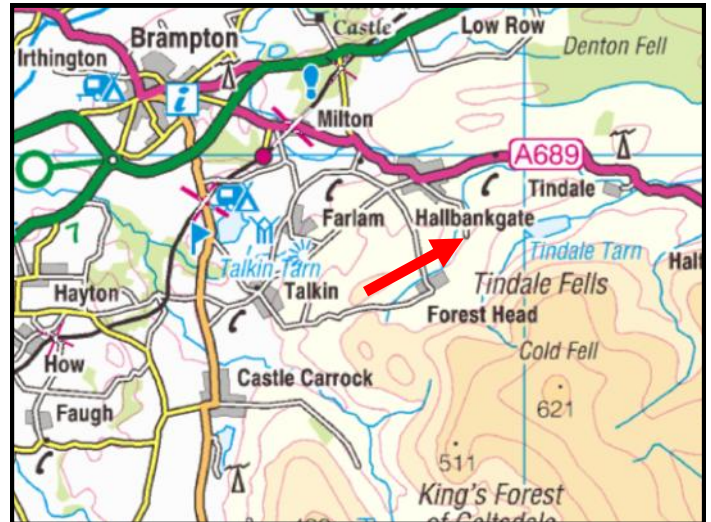 Castle
Low Row
Brampton
Irthington
Denton Fell
i
Milton
A689
Tindale
Farlam
Hallbankgate
Tindale Tarn
7
Talkin Tarn
Hayton
Talkin
Tindale Fells
Forest Head
How
Cold Fell
Castle Carrock
Faugh
621
511
King's Forest